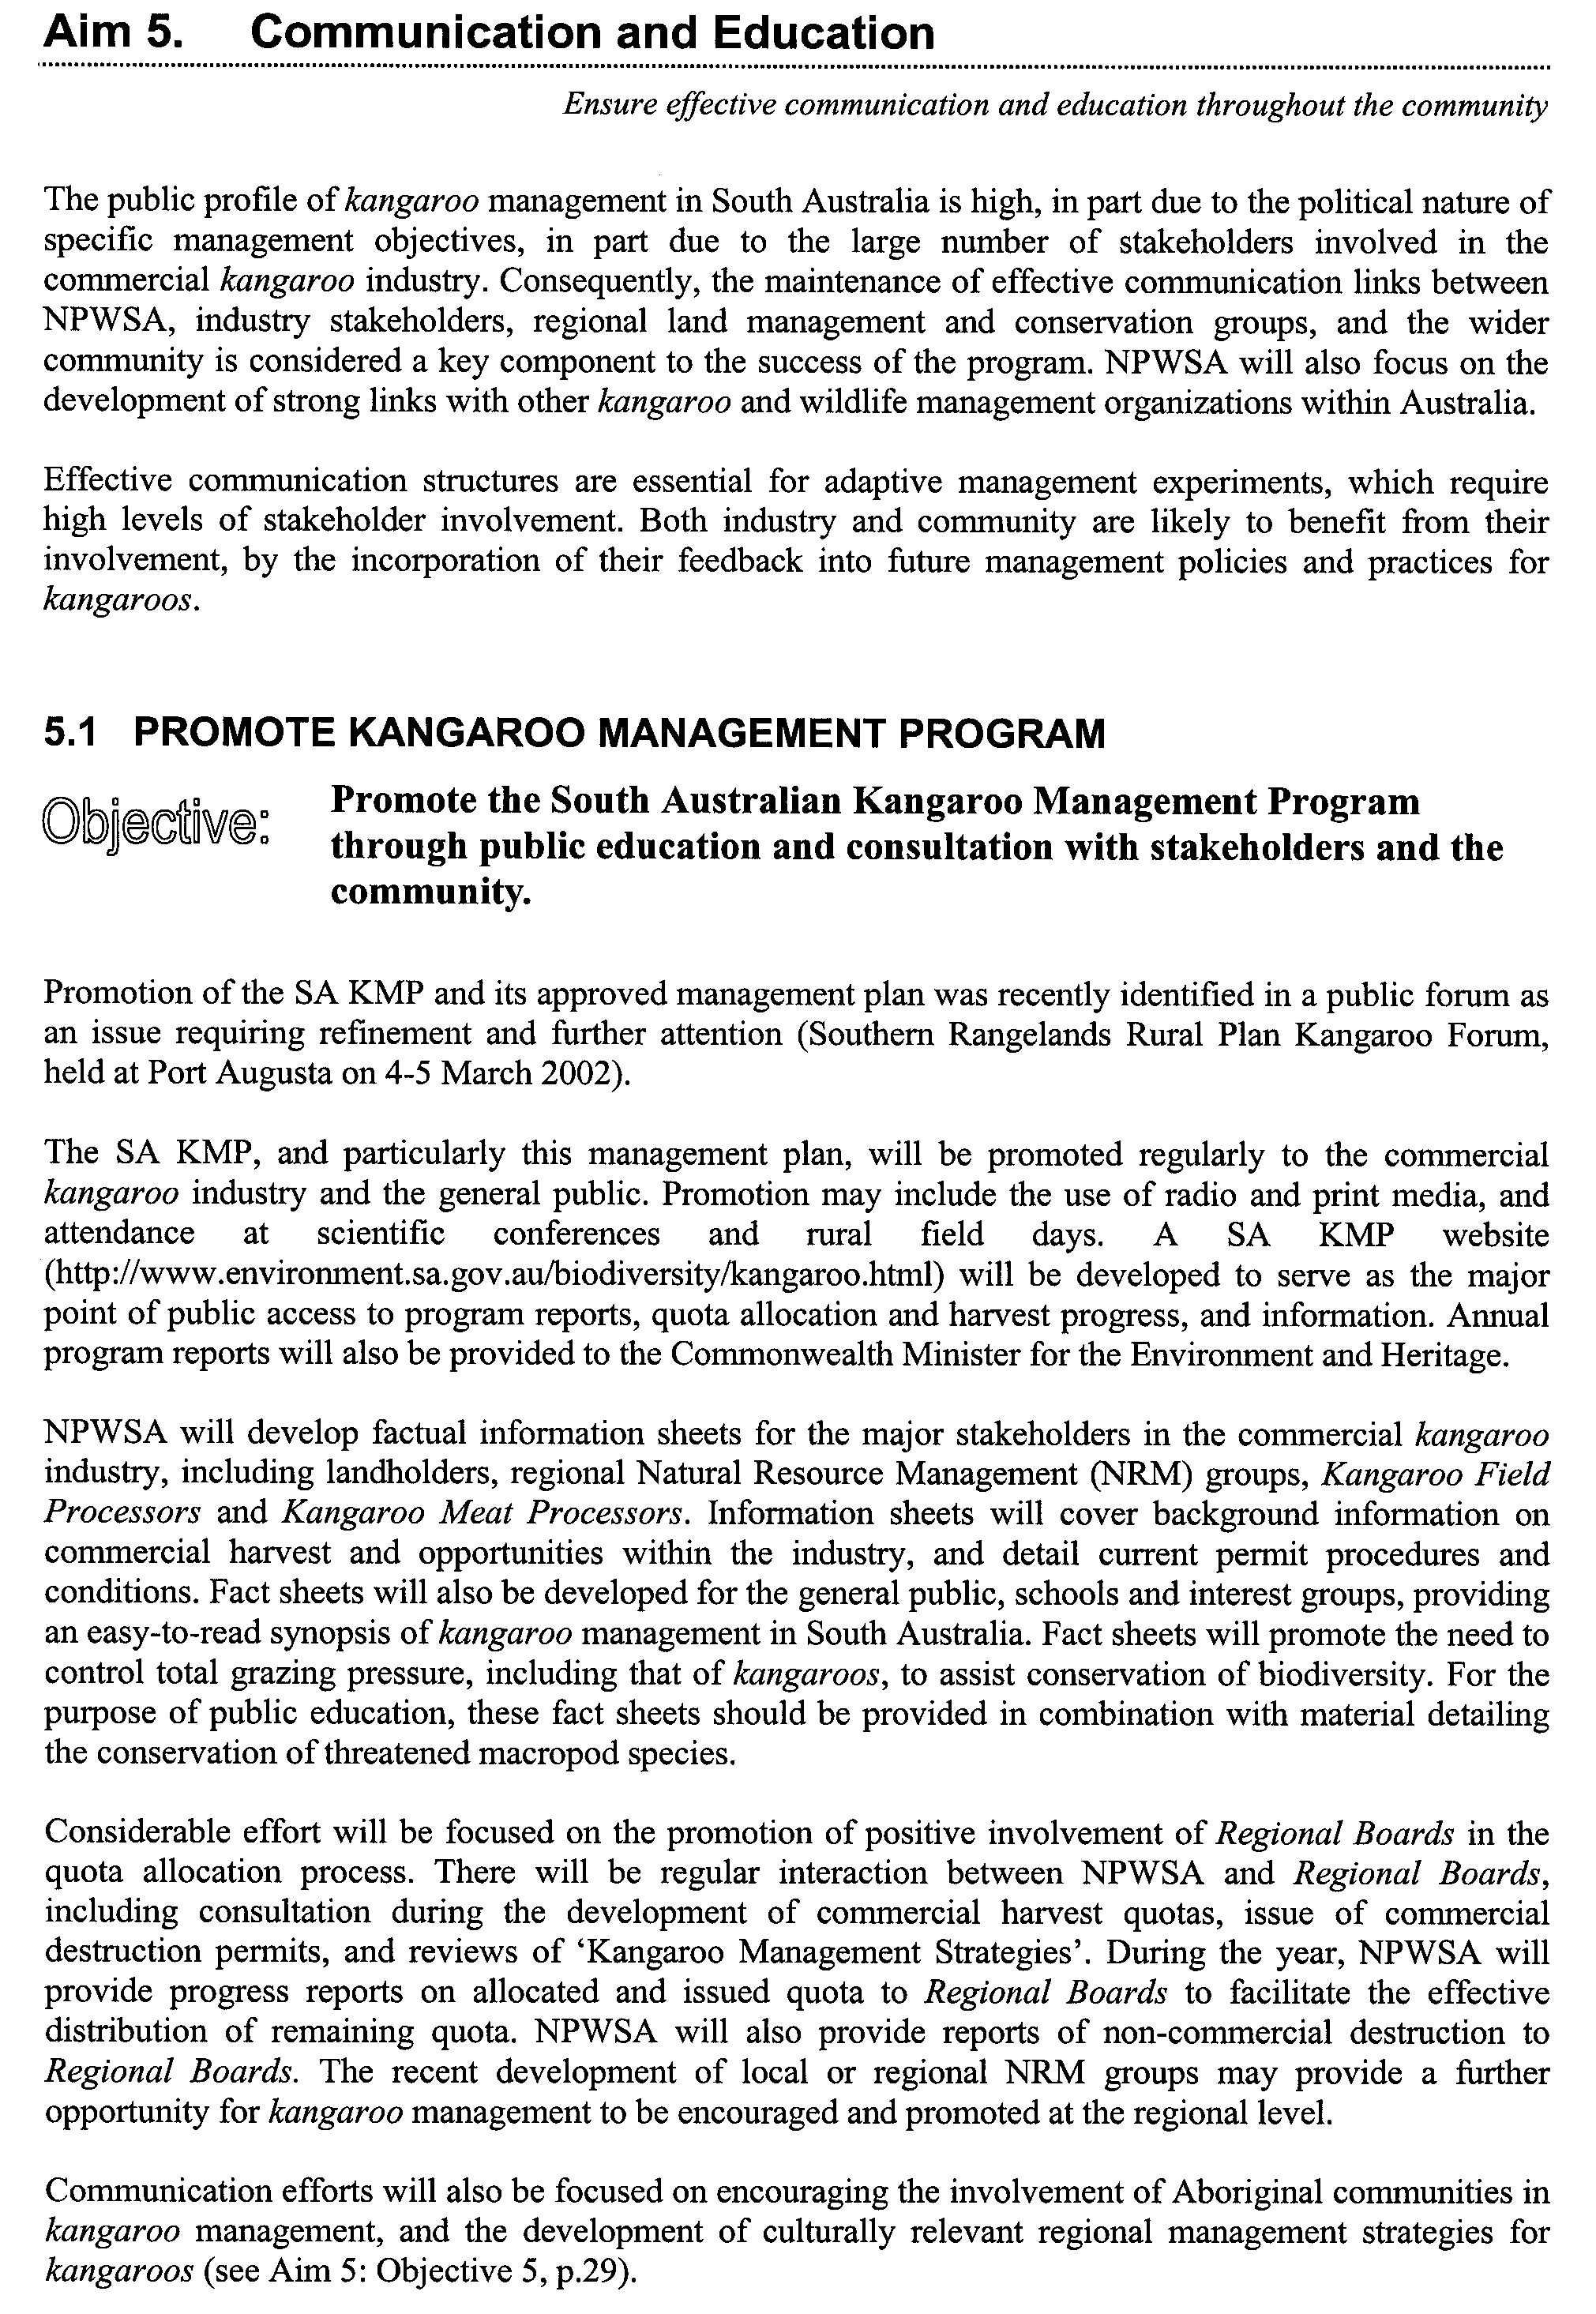 Aim 5. Communication and Education
Ensure effective communication and education throughout the community
The public profile of kangaroo management in South Australia is high, in part due to the political nature of
specific management objectives, in part due to the large number of stakeholders involved in the
commercial kangaroo industry. Consequently, the maintenance of effective communication links between
NPWSA, industry stakeholders, regional land management and conservation groups, and the wider
community is considered a key component to the success of the program. NPWSA will also focus on the
development of strong links with other kangaroo and wildlife management organizations within Australia.
Effective communication structures are essential for adaptive management experiments, which require
high levels of stakeholder involvement. Both industry and community are likely to benefit from their
involvement, by the incorporation of their feedback into future management policies and practices for
kangaroos.
5.1 PROMOTE KANGAROO MANAGEMENT PROGRAM
Objective: Promote the South Australian Kangaroo Management Program
through public education and consultation with stakeholders and the
community.
Promotion of the SA KMP and its approved management plan was recently identified in a public forum as
an issue requiring refinement and further attention (Southern Rangelands Rural Plan Kangaroo Forum,
held at Port Augusta on 4-5 March 2002).
The SA KMP, and particularly this management plan, will be promoted regularly to the commercial
kangaroo industry and the general public. Promotion may include the use of radio and print media, and
attendance at scientific conferences and rural field days. A SA KMP website
(http://www.environment.sa.gov.au/biodiversity/kangaroo.html) will be developed to serve as the major
point of public access to program reports, quota allocation and harvest progress, and information. Annual
program reports will also be provided to the Commonwealth Minister for the Environment and Heritage.
NPWSA will develop factual information sheets for the major stakeholders in the commercial kangaroo
industry, including landholders, regional Natural Resource Management (NRM) groups, Kangaroo Field
Processors and Kangaroo Meat Processors. Information sheets will cover background information on
commercial harvest and opportunities within the industry, and detail current permit procedures and
conditions. Fact sheets will also be developed for the general public, schools and interest groups, providing
an easy-to-read synopsis of kangaroo management in South Australia. Fact sheets will promote the need to
control total grazing pressure, including that of kangaroos, to assist conservation of biodiversity. For the
purpose of public education, these fact sheets should be provided in combination with material detailing
the conservation of threatened macropod species.
Considerable effort will be focused on the promotion of positive involvement of Regional Boards in the
quota allocation process. There will be regular interaction between NPWSA and Regional Boards,
including consultation during the development of commercial harvest quotas, issue of commercial
destruction permits, and reviews of ‘Kangaroo Management Strategies’. During the year, NPWSA will
provide progress reports on allocated and issued quota to Regional Boards to facilitate the effective
distribution of remaining quota. NPWSA will also provide reports of non-commercial destruction to
Regional Boards. The recent development of local or regional NRM groups may provide a further
opportunity for kangaroo management to be encouraged and promoted at the regional level.
Communication efforts will also be focused on encouraging the involvement of Aboriginal communities in
kangaroo management, and the development of culturally relevant regional management strategies for
kangaroos (see Aim 5: Objective 5, p.29).